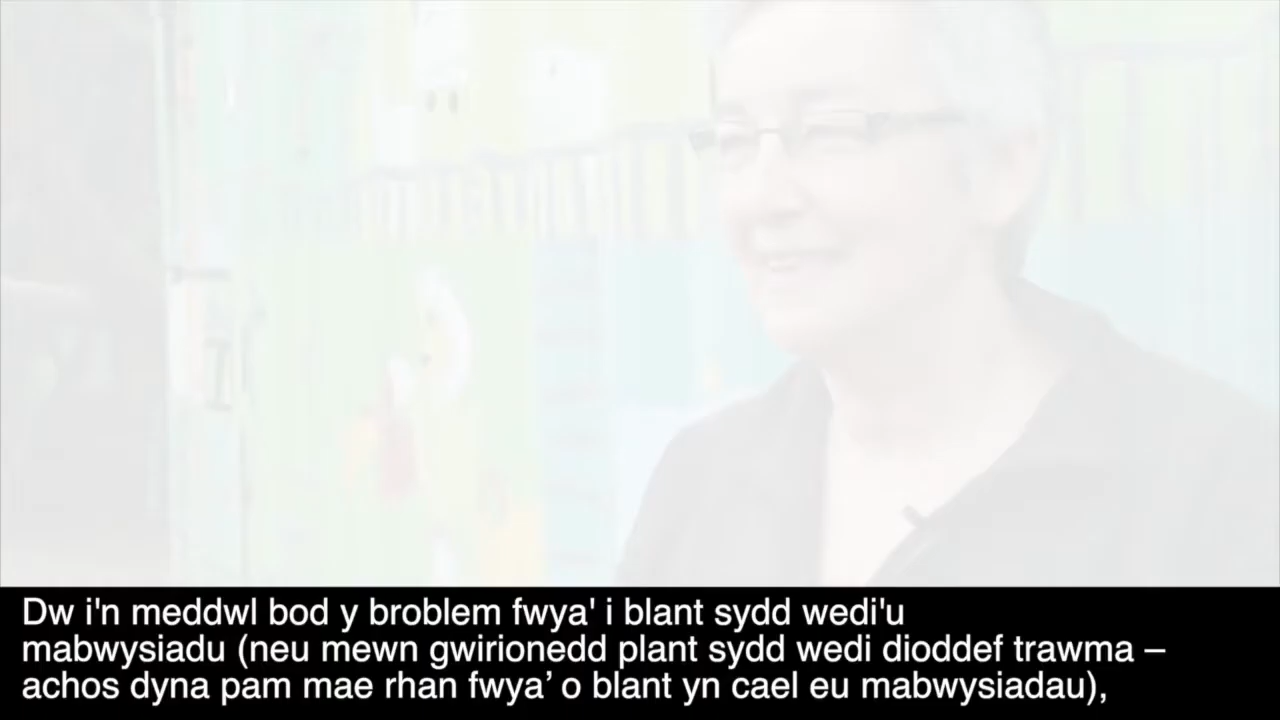 Dw i'n meddwl bod y broblem fwya' i blant sydd wedi'u
mabwysiadu (neu mewn gwirionedd plant sydd wedi dioddef trawma –
achos dyna pam mae rhan fwya’ o blant yn cael eu mabwysiadau),